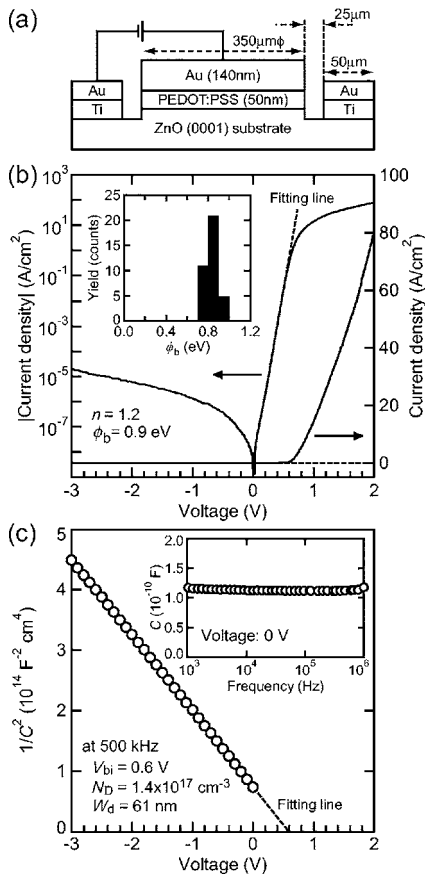 (a)
350μmϕ
25μm
50μm
Au (140nm)
Au
Au
PEDOT:PSS (50nm)
Ti
Ti
ZnO (0001) substrate
(b)
10³
10¹
10⁻¹
10⁻³
10⁻⁵
10⁻⁷
|Current density| (A/cm²)
25
20
15
10
5
0
Yield (counts)
0.0 0.4 0.8 1.2
ϕb (eV)
Fitting line
n = 1.2
ϕb= 0.9 eV
100
80
60
40
20
0
Current density (A/cm²)
-3 -2 -1 0 1 2
Voltage (V)
(c)
5
4
3
2
1
0
1/C² (10¹⁴ F⁻² cm⁴)
2.0
1.5
1.0
0.5
0.0
C (10⁻¹⁰ F)
Voltage: 0 V
10³ 10⁴ 10⁵ 10⁶
Frequency (Hz)
at 500 kHz
Vbi = 0.6 V
ND = 1.4x10¹⁷ cm⁻³
Wd = 61 nm
Fitting line
-3 -2 -1 0 1 2
Voltage (V)